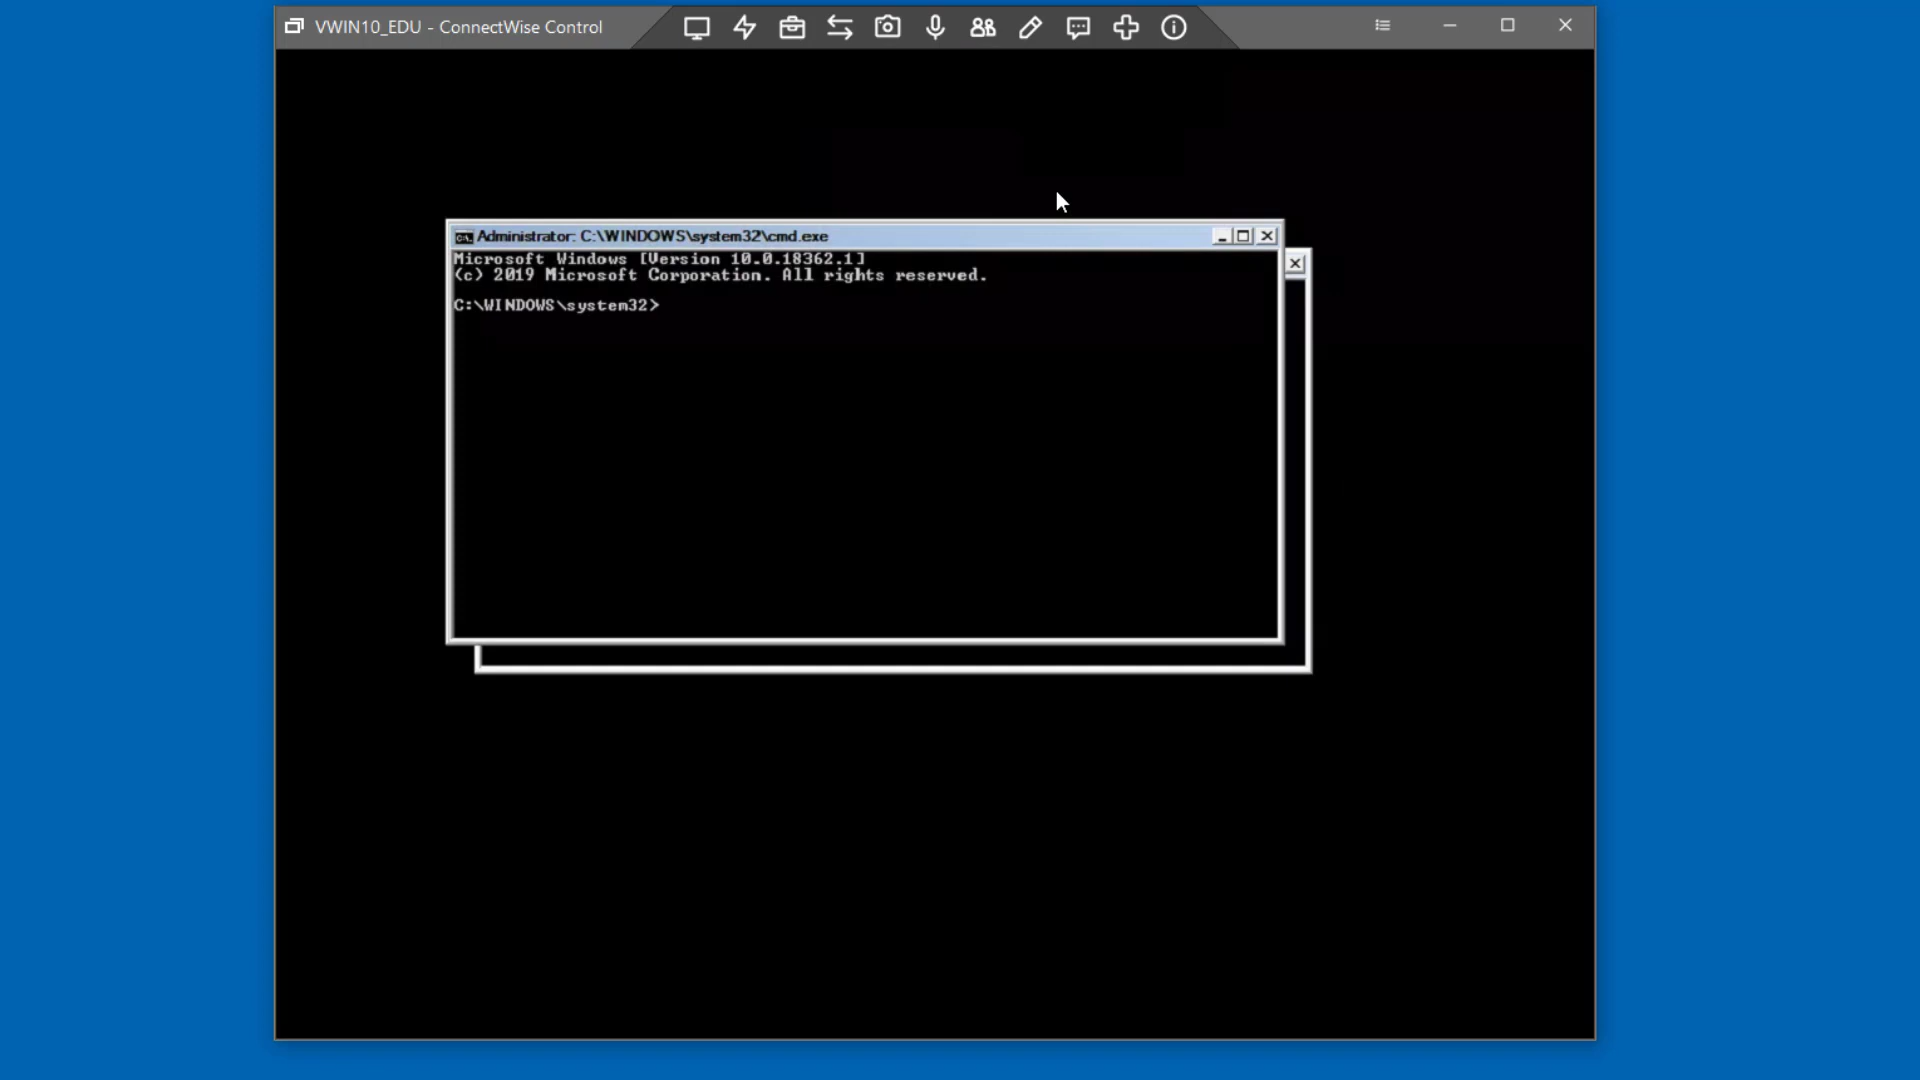 VWIN10_EDU - ConnectWise Control
Administrator: C:\WINDOWS\system32\cmd.exe
Microsoft Windows [Version 10.0.18362.1]
(c) 2019 Microsoft Corporation. All rights reserved.
C:\WINDOWS\system32>